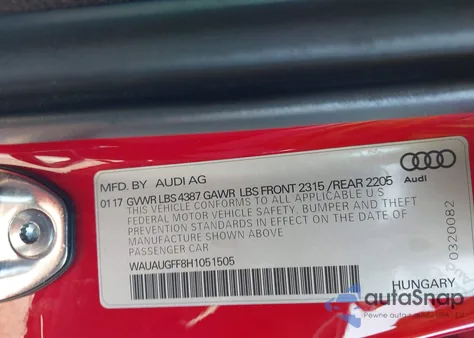 MFD. BY AUDI AG
01 17 GVWR LBS 4387 GAWR LBS FRONT 2315 /REAR 2205
THIS VEHICLE CONFORMS TO ALL APPLICABLE U.S.
FEDERAL MOTOR VEHICLE SAFETY, BUMPER AND THEFT
PREVENTION STANDARDS IN EFFECT ON THE DATE OF
MANUFACTURE SHOWN ABOVE.
PASSENGER CAR
WAUAUGFF8H1051505
Audi
0320082
HUNGARY
autoSnap